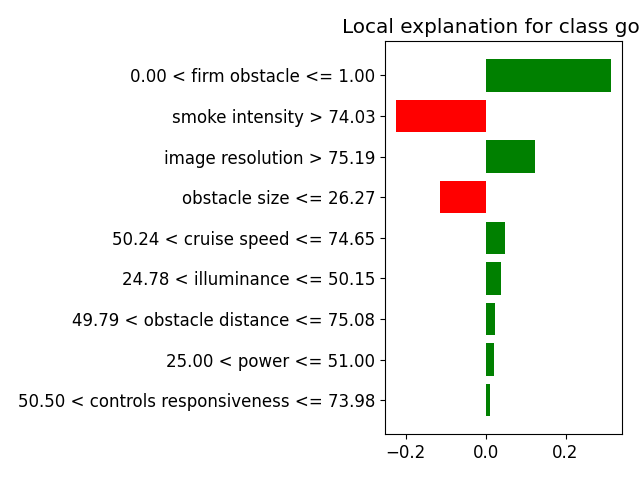 Local explanation for class go
0.00 < firm obstacle <= 1.00
smoke intensity > 74.03
image resolution > 75.19
obstacle size <= 26.27
50.24 < cruise speed <= 74.65
24.78 < illuminance <= 50.15
49.79 < obstacle distance <= 75.08
25.00 < power <= 51.00
50.50 < controls responsiveness <= 73.98
−0.2 0.0 0.2